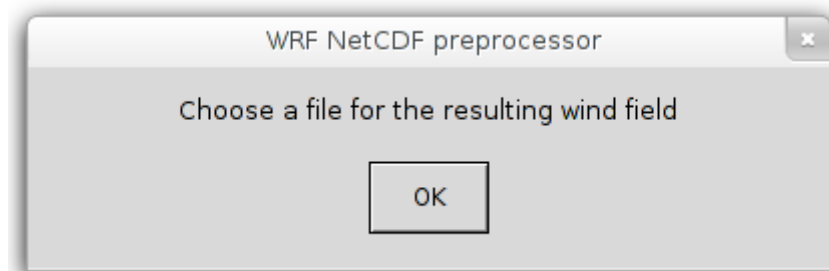 WRF NetCDF preprocessor
Choose a file for the resulting wind field
OK